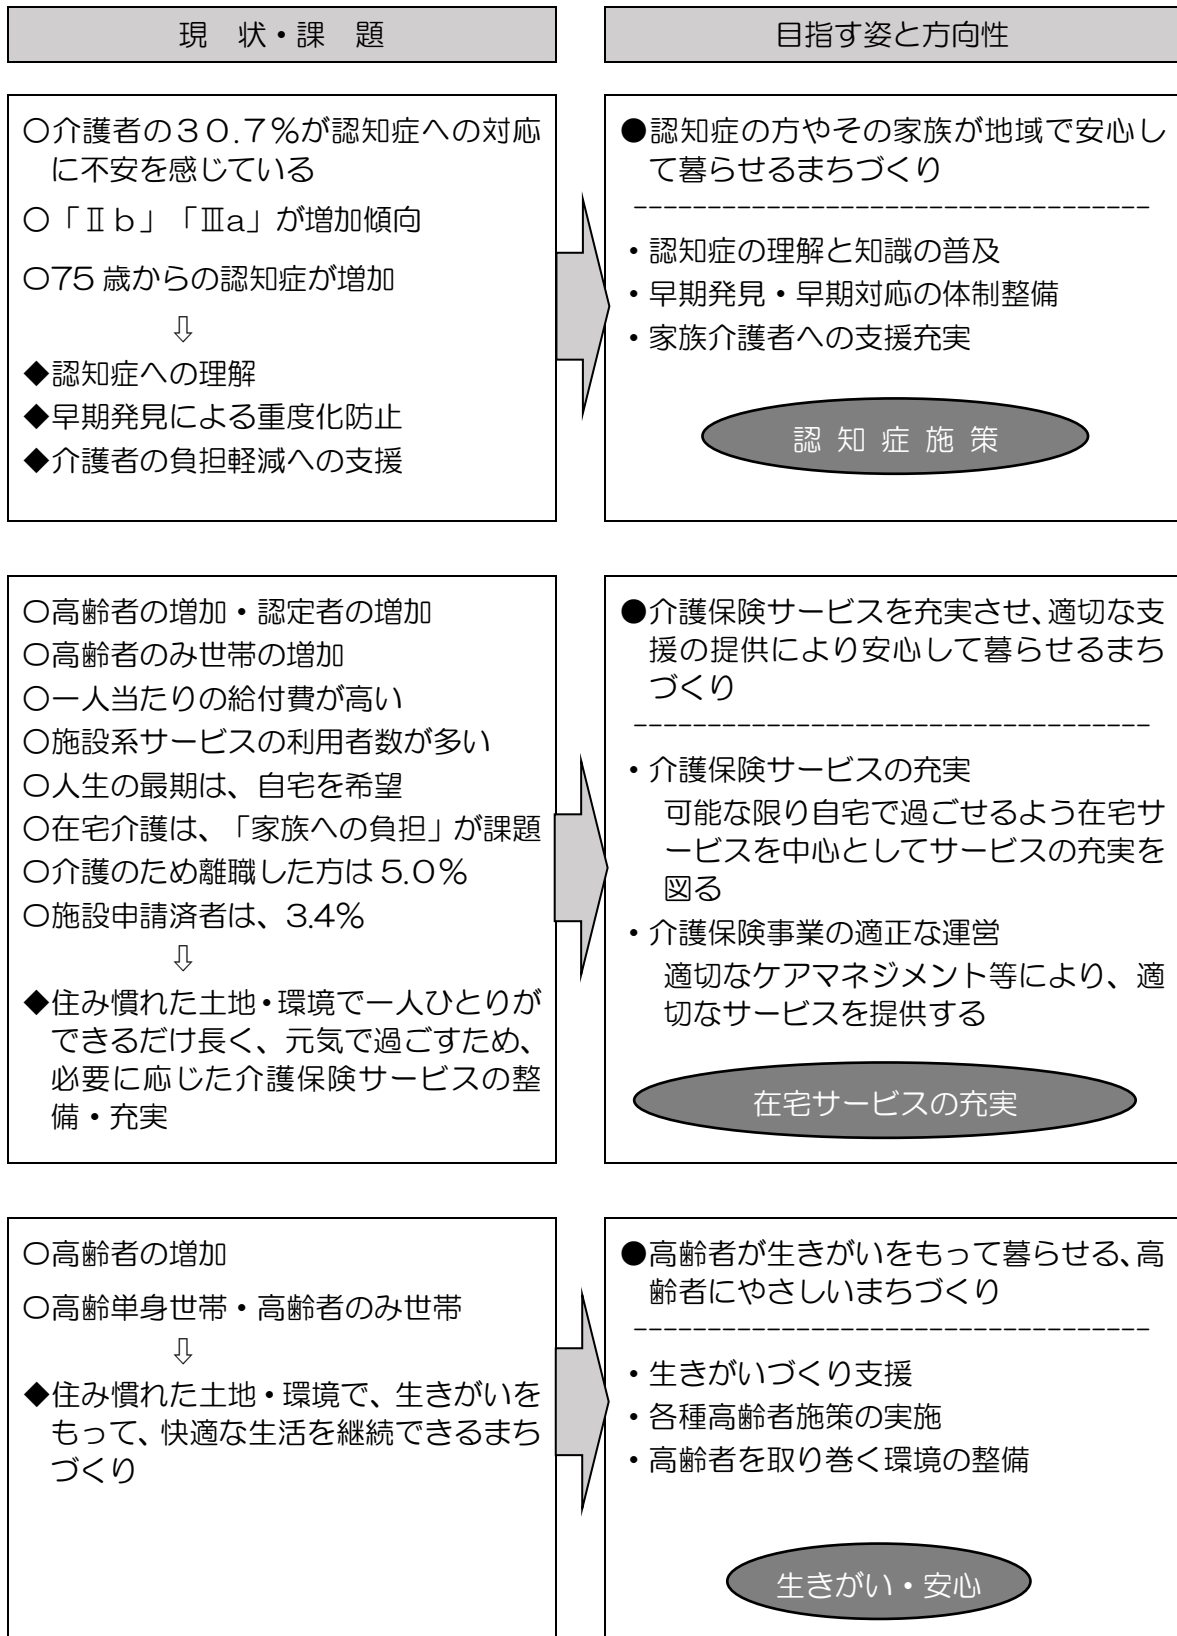 現　状・課　題
目指す姿と方向性
〇介護者の３０.７％が認知症への対応
に不安を感じている
〇「Ⅱｂ」「Ⅲa」が増加傾向
〇75 歳からの認知症が増加
⇩
◆認知症への理解
◆早期発見による重度化防止
◆介護者の負担軽減への支援
●認知症の方やその家族が地域で安心し
て暮らせるまちづくり
-----------------------------------
・認知症の理解と知識の普及
・早期発見・早期対応の体制整備
・家族介護者への支援充実
認 知 症 施 策
〇高齢者の増加・認定者の増加
〇高齢者のみ世帯の増加
〇一人当たりの給付費が高い
〇施設系サービスの利用者数が多い
〇人生の最期は、自宅を希望
〇在宅介護は、「家族への負担」が課題
〇介護のため離職した方は 5.0％
〇施設申請済者は、3.4％
⇩
◆住み慣れた土地・環境で一人ひとりが
できるだけ長く、元気で過ごすため、
必要に応じた介護保険サービスの整
備・充実
●介護保険サービスを充実させ、適切な支
援の提供により安心して暮らせるまち
づくり
-----------------------------------
・介護保険サービスの充実
可能な限り自宅で過ごせるよう在宅サ
ービスを中心としてサービスの充実を
図る
・介護保険事業の適正な運営
適切なケアマネジメント等により、適
切なサービスを提供する
在宅サービスの充実
〇高齢者の増加
〇高齢単身世帯・高齢者のみ世帯
⇩
◆住み慣れた土地・環境で、生きがいを
もって、快適な生活を継続できるまち
づくり
●高齢者が生きがいをもって暮らせる、高
齢者にやさしいまちづくり
-----------------------------------
・生きがいづくり支援
・各種高齢者施策の実施
・高齢者を取り巻く環境の整備
生きがい・安心